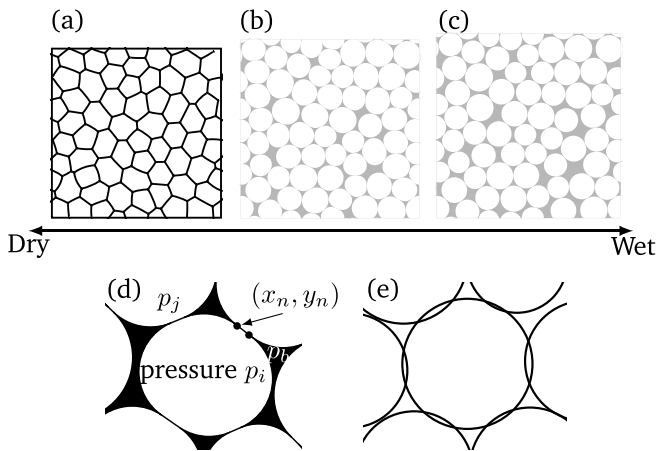 (a)
(b)
(c)
Dry
Wet
(d)
p_j
(x_n, y_n)
p_b
pressure p_i
(e)